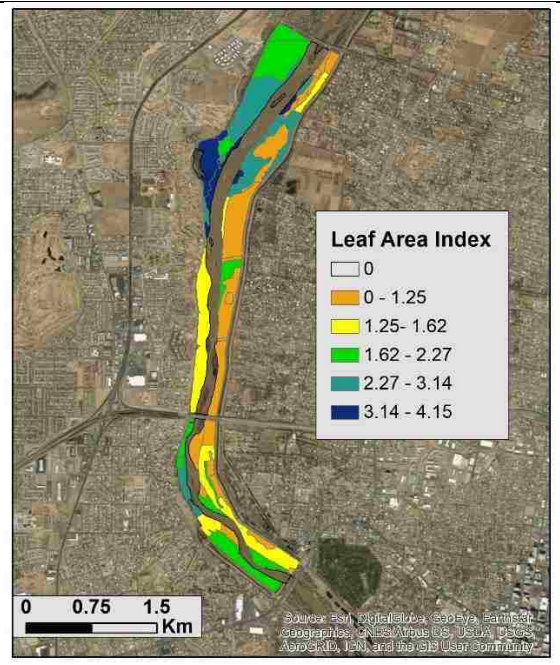 Leaf Area Index
0
0 - 1.25
1.25- 1.62
1.62 - 2.27
2.27 - 3.14
3.14 - 4.15
0 0.75 1.5
Km
Source: Esri, DigitalGlobe, GeoEye, Earthstar
Geographics, CNES/Airbus DS, USDA, USGS,
AeroGRID, IGN, and the GIS User Community